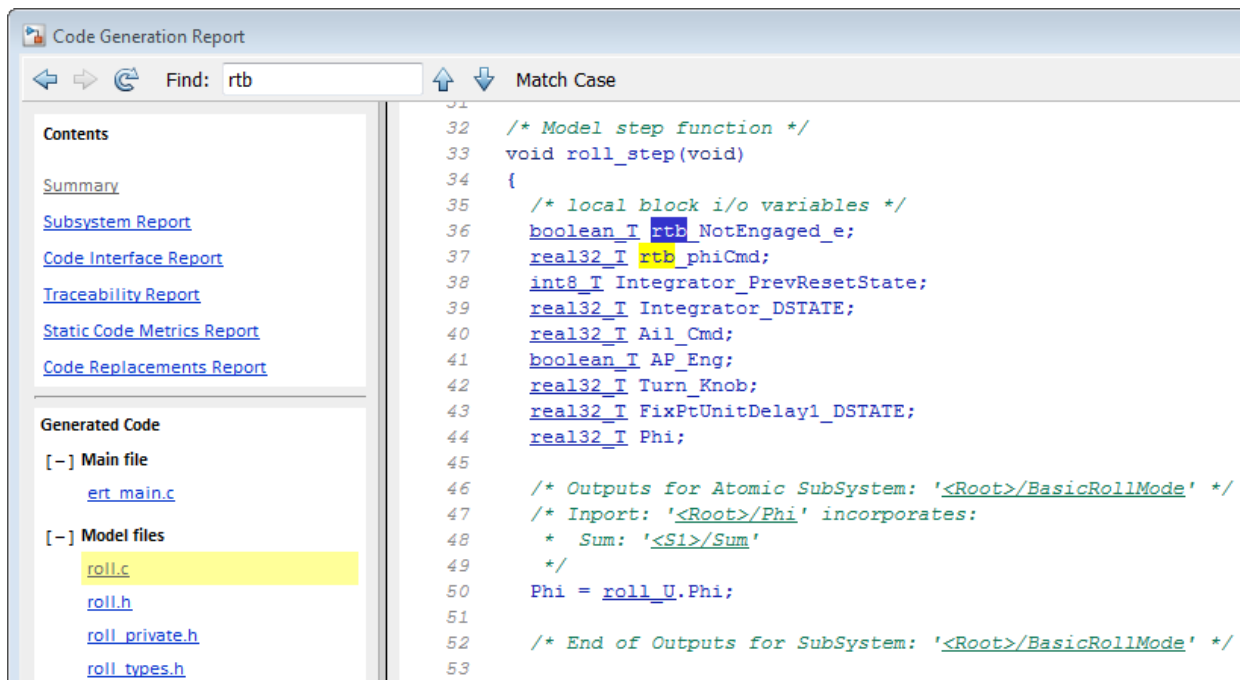 Code Generation Report
Find: rtb Match Case
Contents
Summary
Subsystem Report
Code Interface Report
Traceability Report
Static Code Metrics Report
Code Replacements Report
Generated Code
[-] Main file
ert_main.c
[-] Model files
roll.c
roll.h
roll_private.h
roll_types.h
31
32 /* Model step function */
33 void roll_step(void)
34 {
35 /* local block i/o variables */
36 boolean_T rtb_NotEngaged_e;
37 real32_T rtb_phiCmd;
38 int8_T Integrator_PrevResetState;
39 real32_T Integrator_DSTATE;
40 real32_T Ail_Cmd;
41 boolean_T AP_Eng;
42 real32_T Turn_Knob;
43 real32_T FixPtUnitDelay1_DSTATE;
44 real32_T Phi;
45
46 /* Outputs for Atomic SubSystem: '<Root>/BasicRollMode' */
47 /* Inport: '<Root>/Phi' incorporates:
48 * Sum: '<S1>/Sum'
49 */
50 Phi = roll_U.Phi;
51
52 /* End of Outputs for SubSystem: '<Root>/BasicRollMode' */
53